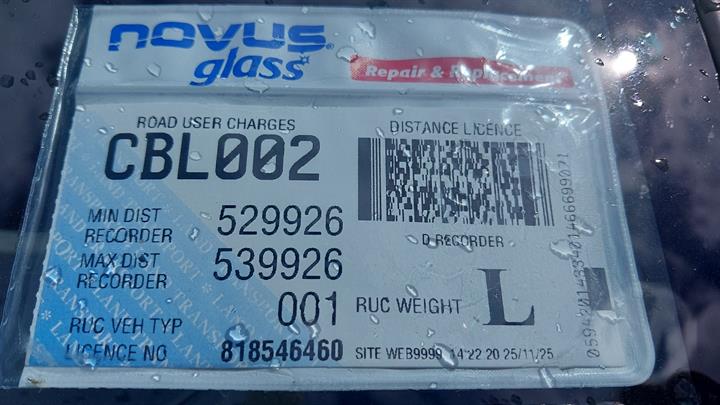 novus
glass
Repair & Replacement
ROAD USER CHARGES
CBL002
DISTANCE LICENCE
MIN DIST RECORDER 529926
D RECORDER
MAX DIST RECORDER 539926
RUC VEH TYP 001
RUC WEIGHT L
LICENCE NO 818546460
SITE WEB9999 14 22 20 25/11/25